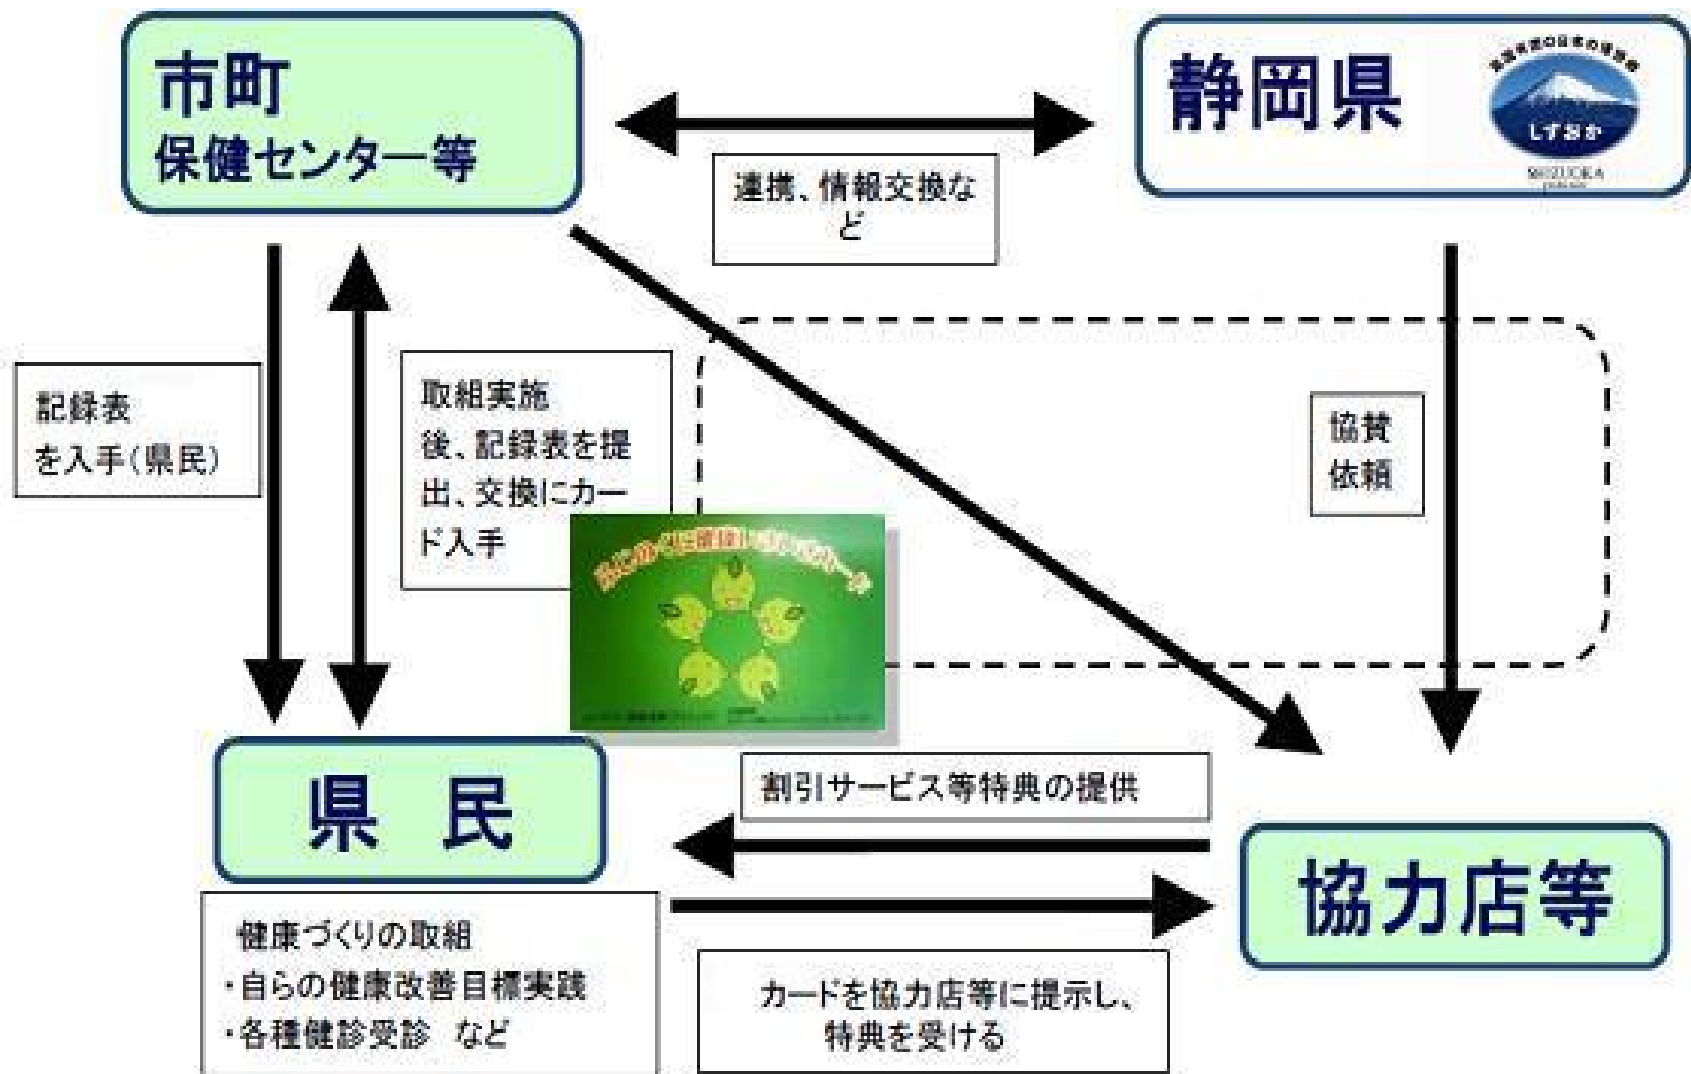 市町
保健センター等
静岡県
しずおか
連携、情報交換な
ど
記録表
を入手(県民)
取組実施
後、記録表を提
出、交換にカー
ド入手
協賛
依頼
県 民
割引サービス等特典の提供
協力店等
健康づくりの取組
・自らの健康改善目標実践
・各種健診受診 など
カードを協力店等に提示し、
特典を受ける